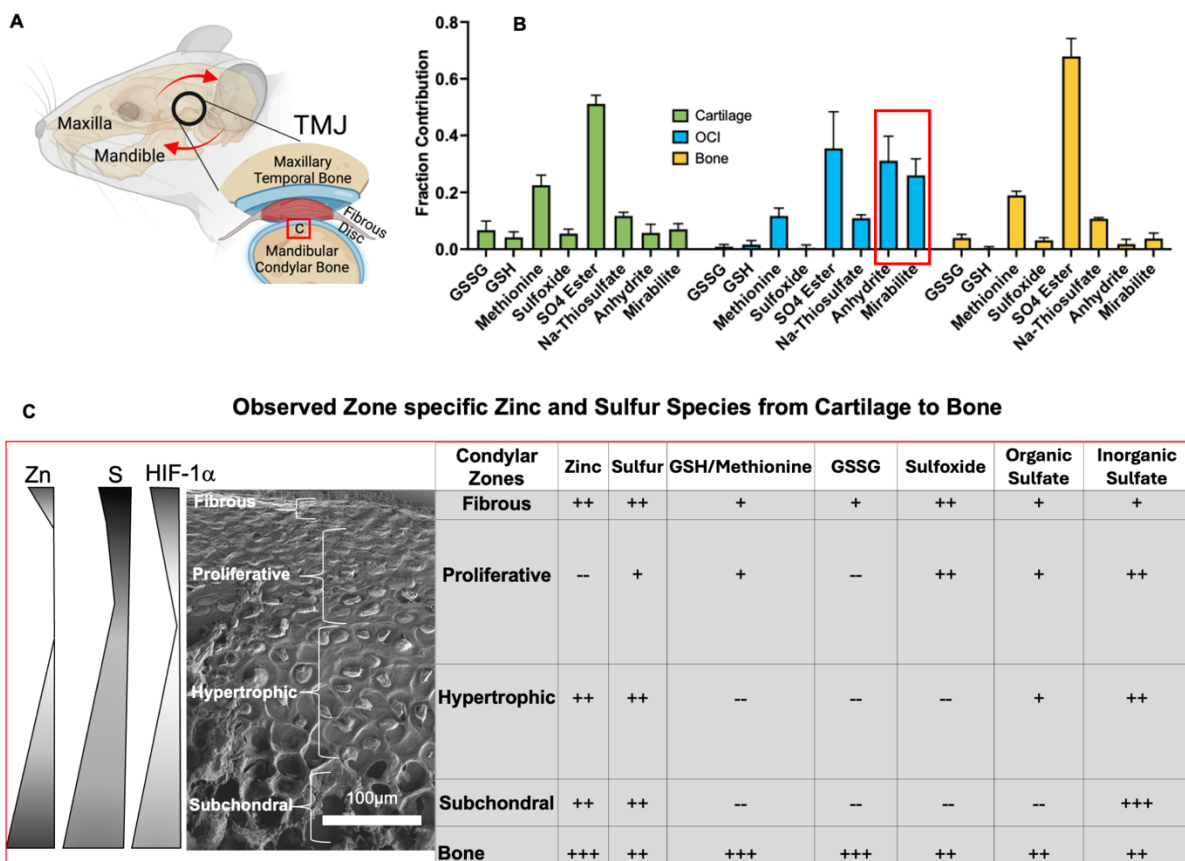 A
Maxilla
Mandible
TMJ
Maxillary
Temporal Bone
Fibrous
Disc
C
Mandibular
Condylar Bone
B
Fraction Contribution
0.8
0.6
0.4
0.2
0.0
Cartilage
OCI
Bone
GSSG
GSH
Methionine
Sulfoxide
SO4 Ester
Na-Thiosulfate
Anhydrite
Mirabilite
GSSG
GSH
Methionine
Sulfoxide
SO4 Ester
Na-Thiosulfate
Anhydrite
Mirabilite
GSSG
GSH
Methionine
Sulfoxide
SO4 Ester
Na-Thiosulfate
Anhydrite
Mirabilite
C
Observed Zone specific Zinc and Sulfur Species from Cartilage to Bone
Zn S HIF-1α
Fibrous
Proliferative
Hypertrophic
Subchondral
100µm
Condylar Zones Zinc Sulfur GSH/Methionine GSSG Sulfoxide Organic Sulfate Inorganic Sulfate
Fibrous ++ ++ + + ++ + +
Proliferative -- + + -- ++ + ++
Hypertrophic ++ ++ -- -- -- + ++
Subchondral ++ ++ -- -- -- -- +++
Bone +++ ++ +++ +++ ++ ++ ++